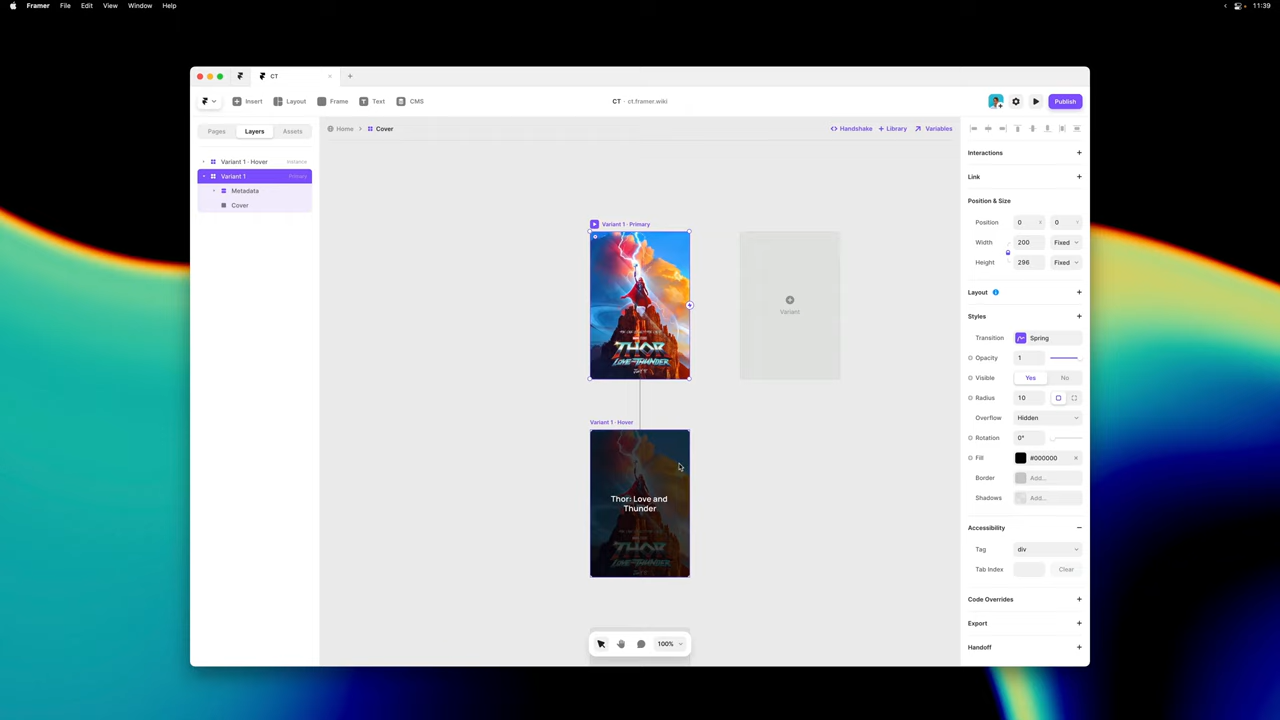 Framer File Edit View Window Help 11:39
CT
Insert Layout Frame Text CMS
CT · ct.framer.wiki
Publish
Pages Layers Assets
Home Cover
Handshake Library Variables
Variant 1 · Hover Instance
Variant 1 Primary
Metadata
Cover
Variant 1 · Primary
THOR
LOVE AND THUNDER
Variant
Variant 1 · Hover
Thor: Love and
Thunder
THOR
LOVE AND THUNDER
100%
Interactions
Link
Position & Size
Position 0 X 0 Y
Width 200 Fixed
Height 296 Fixed
Layout
Styles
Transition Spring
Opacity 1
Visible Yes No
Radius 10
Overflow Hidden
Rotation 0°
Fill #000000
Border Add...
Shadows Add...
Accessibility
Tag div
Tab Index Clear
Code Overrides
Export
Handoff